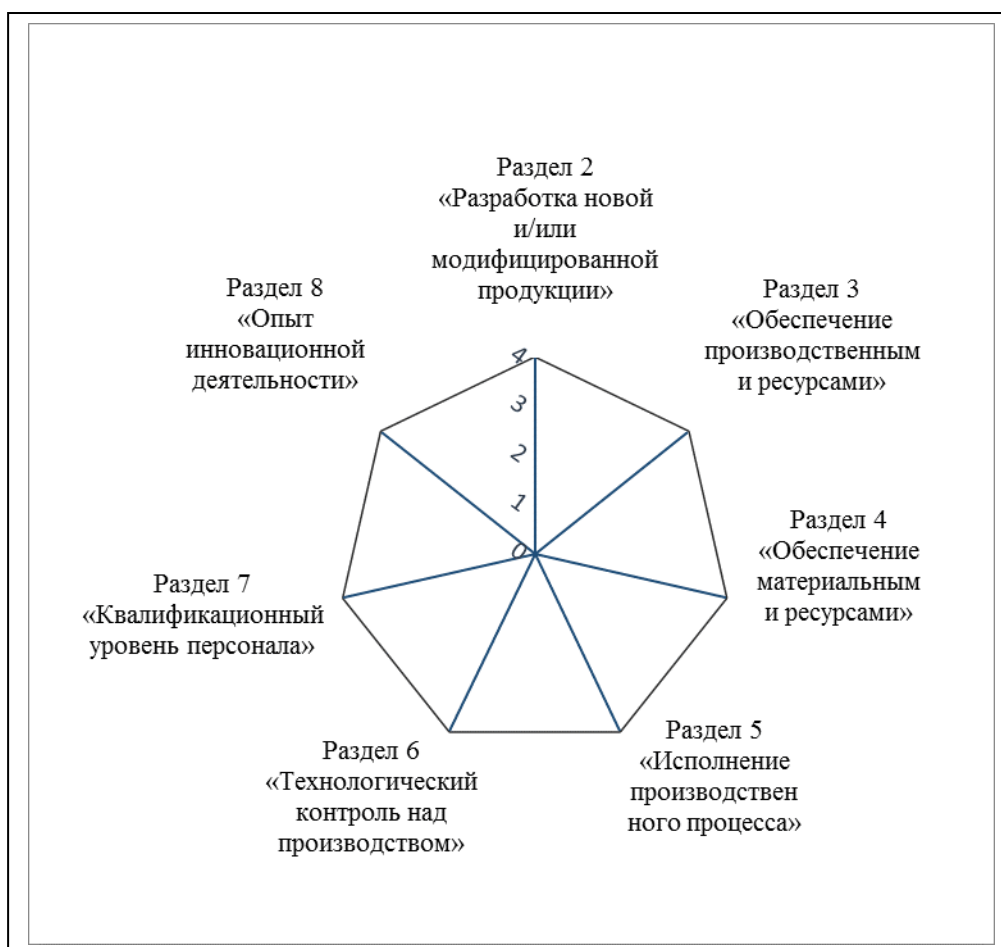 Раздел 2
«Разработка новой
и/или
модифицированной
продукции»
Раздел 3
«Обеспечение
производственным
и ресурсами»
Раздел 4
«Обеспечение
материальным
и ресурсами»
Раздел 5
«Исполнение
производствен
ного процесса»
Раздел 6
«Технологический
контроль над
производством»
Раздел 7
«Квалификационный
уровень персонала»
Раздел 8
«Опыт
инновационной
деятельности»
4
3
2
1
0